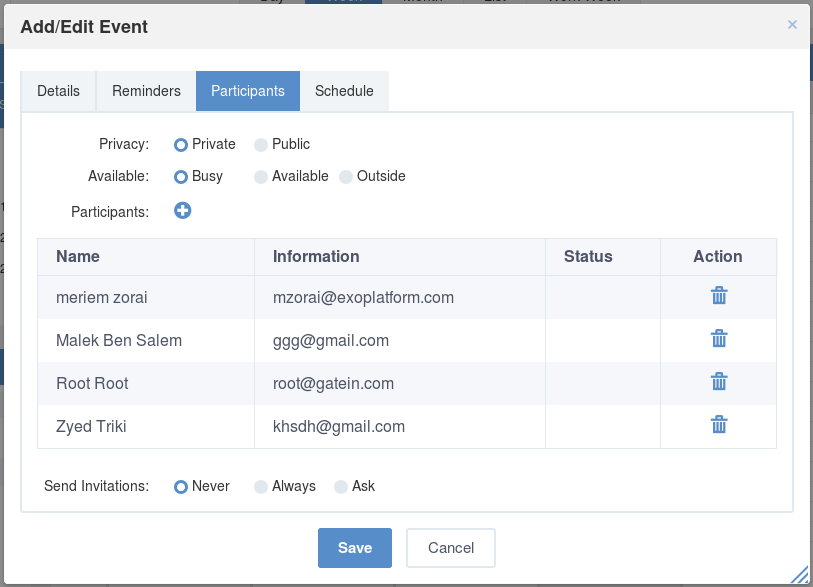 Add/Edit Event ×
Details Reminders Participants Schedule
Privacy: Private Public
Available: Busy Available Outside
Participants:
Name Information Status Action
meriem zorai mzorai@exoplatform.com
Malek Ben Salem ggg@gmail.com
Root Root root@gatein.com
Zyed Triki khsdh@gmail.com
Send Invitations: Never Always Ask
Save Cancel